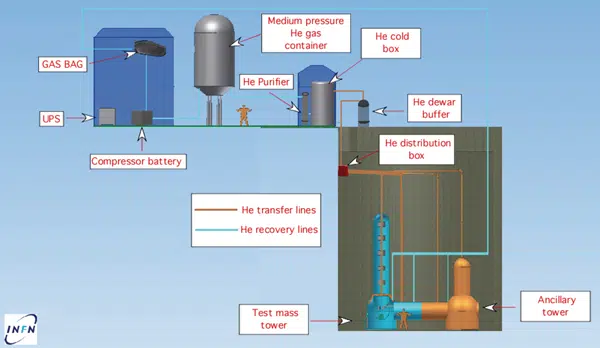 Medium pressure
He gas
container
He cold
box
GAS BAG
He Purifier
He dewar
buffer
UPS
Compressor battery
He distribution
box
He transfer lines
He recovery lines
Test mass
tower
Ancillary
tower
INFN